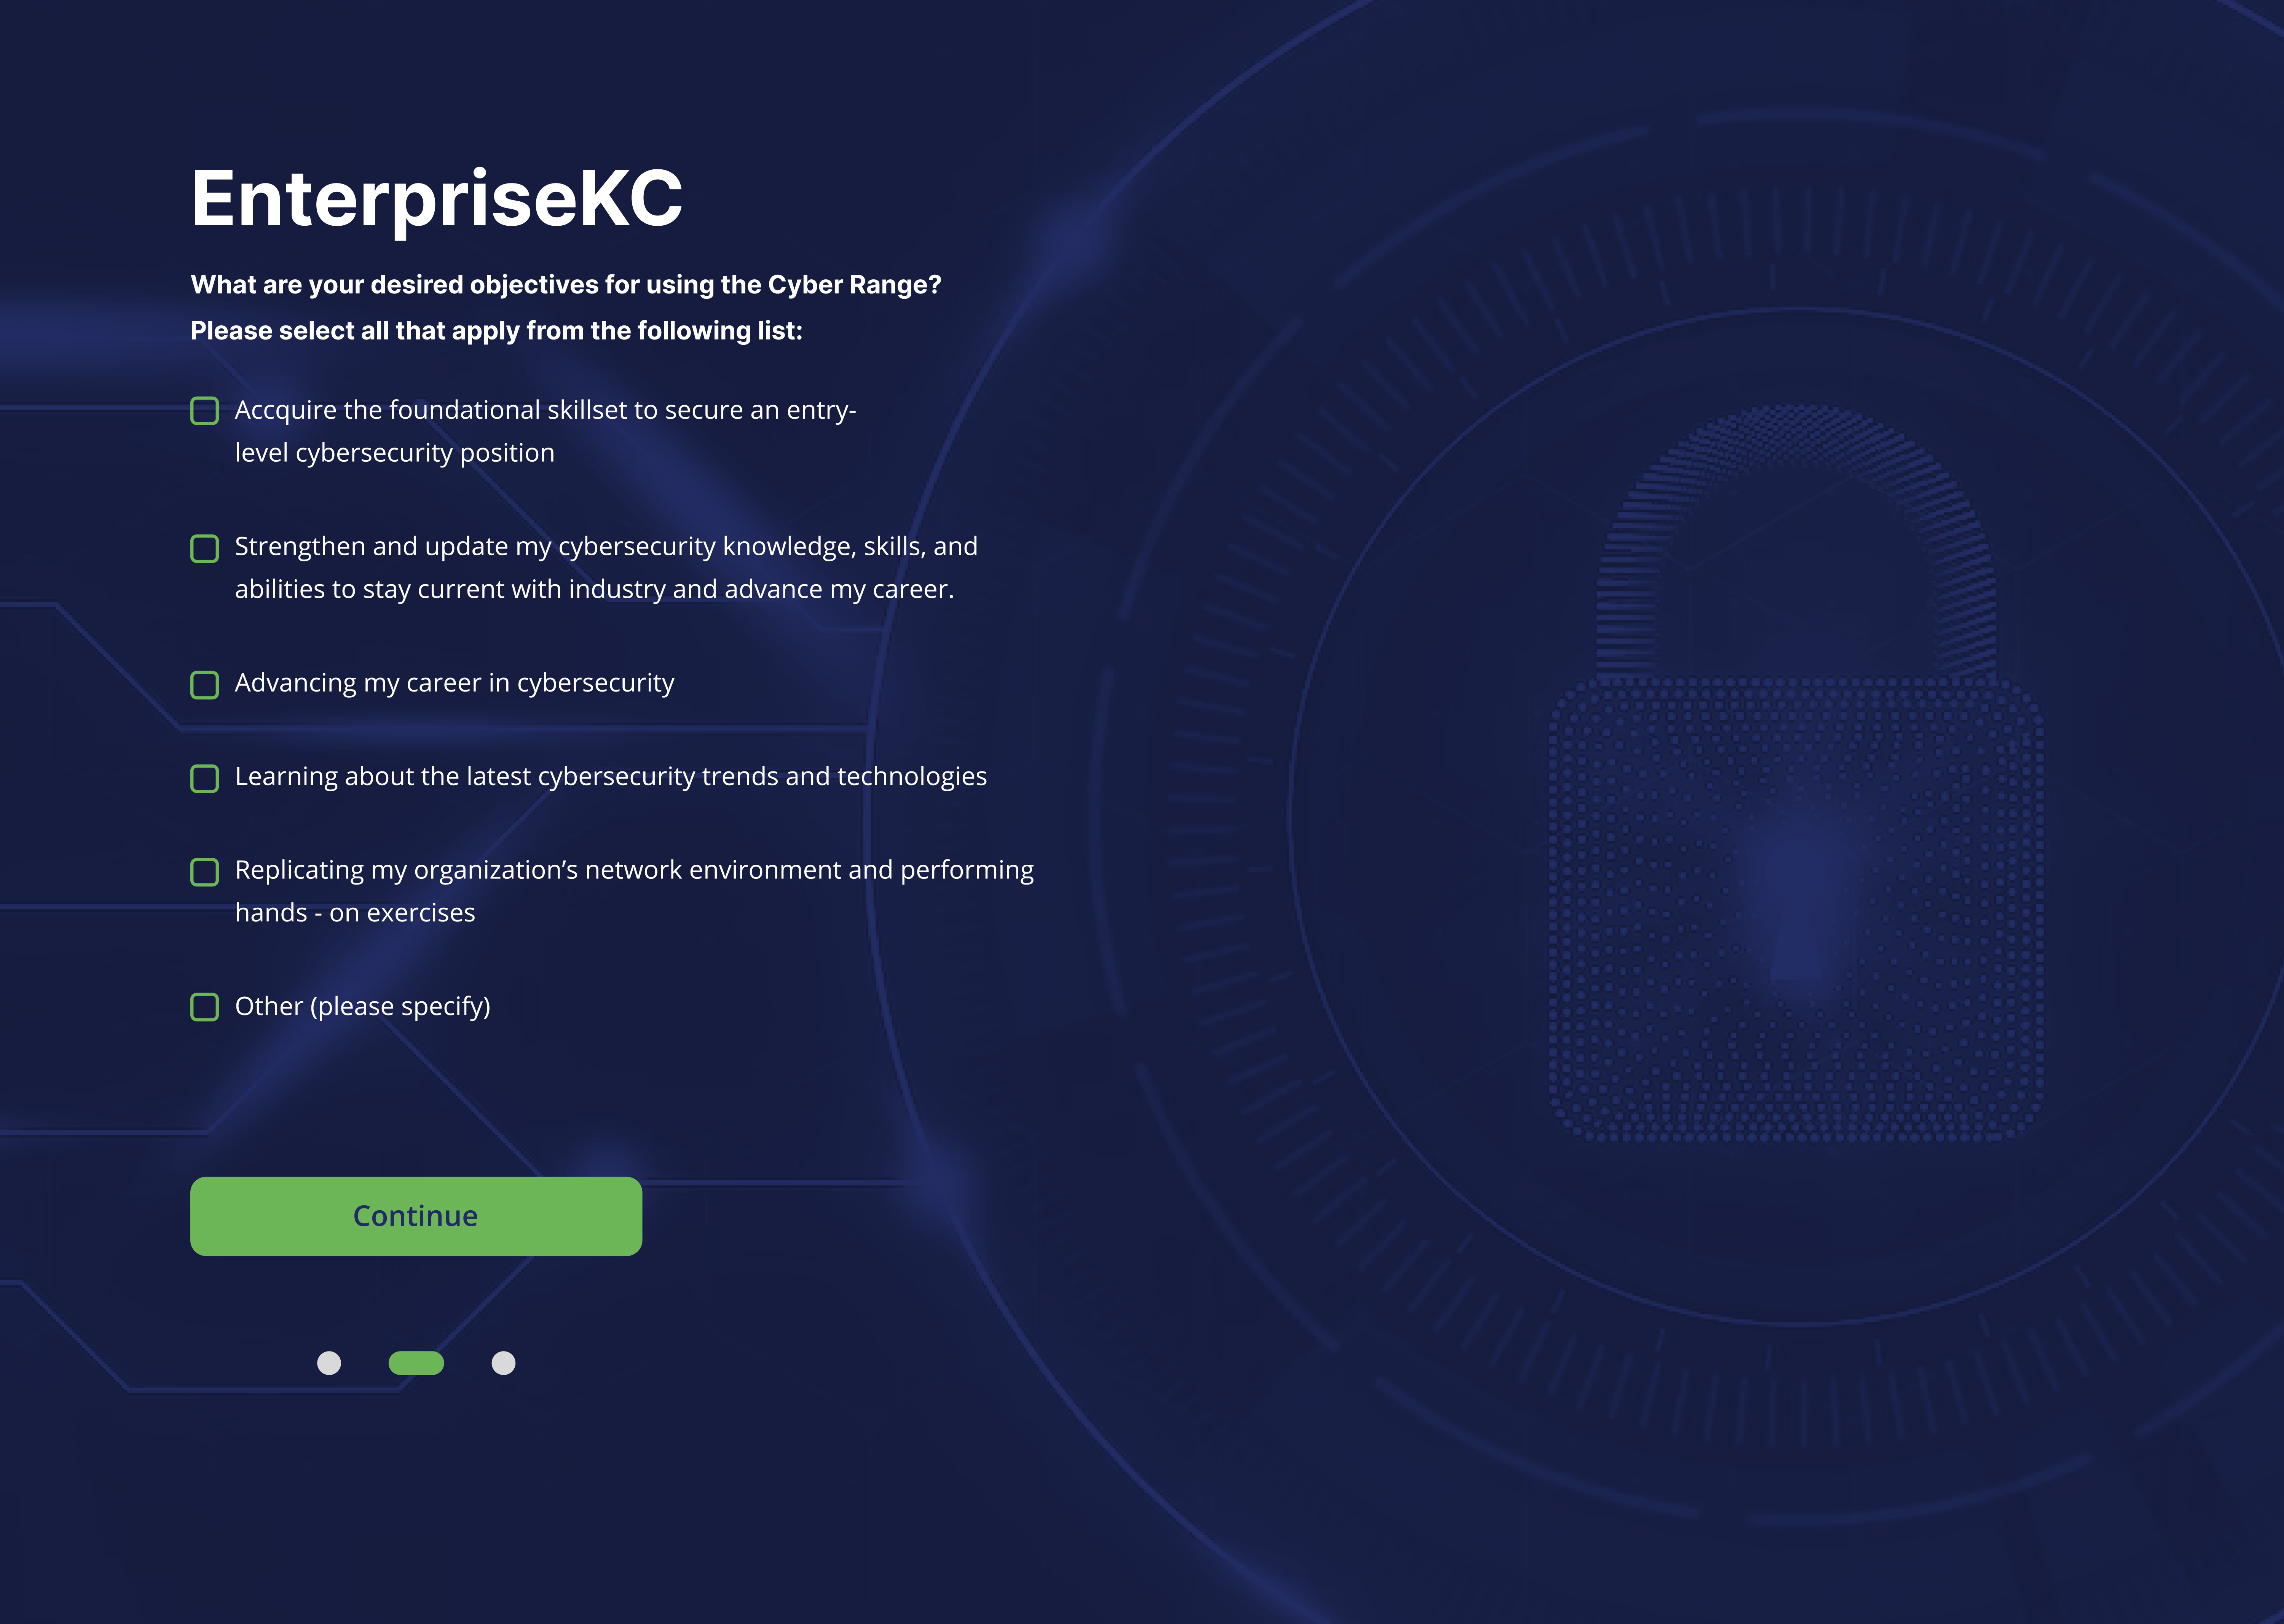 EnterpriseKC
What are your desired objectives for using the Cyber Range?
Please select all that apply from the following list:
Accquire the foundational skillset to secure an entry-
level cybersecurity position
Strengthen and update my cybersecurity knowledge, skills, and
abilities to stay current with industry and advance my career.
Advancing my career in cybersecurity
Learning about the latest cybersecurity trends and technologies
Replicating my organization’s network environment and performing
hands - on exercises
Other (please specify)
Continue